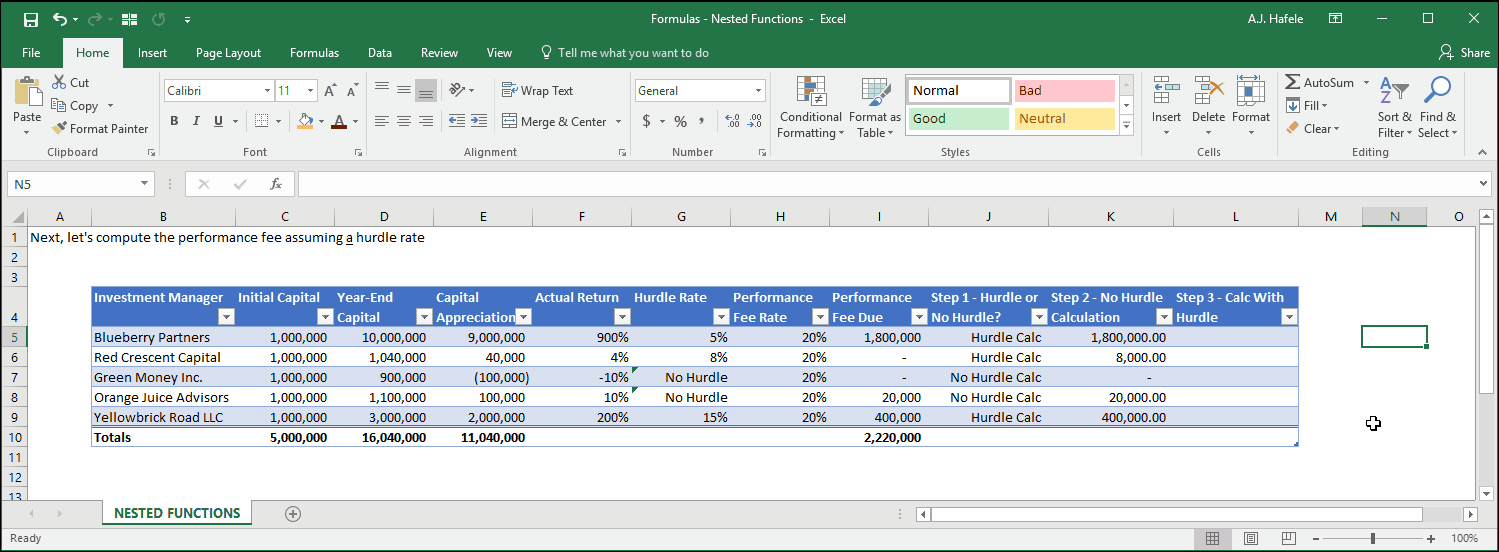 Formulas - Nested Functions - Excel
A.J. Hafele
File Home Insert Page Layout Formulas Data Review View Tell me what you want to do Share
Paste
Cut
Copy
Format Painter
Calibri 11
B I U A
Wrap Text
Merge & Center
General
$ % ,
Conditional Formatting
Format as Table
Normal Bad
Good Neutral
Insert Delete Format
AutoSum
Fill
Clear
Sort & Filter
Find & Select
Clipboard Font Alignment Number Styles Cells Editing
N5 fx
A B C D E F G H I J K L M N O
1 Next, let's compute the performance fee assuming a hurdle rate
2
3
4 Investment Manager Initial Capital Year-End Capital Capital Appreciation Actual Return Hurdle Rate Performance Fee Rate Performance Fee Due Step 1 - Hurdle or No Hurdle? Step 2 - No Hurdle Calculation Step 3 - Calc With Hurdle
5 Blueberry Partners 1,000,000 10,000,000 9,000,000 900% 5% 20% 1,800,000 Hurdle Calc 1,800,000.00
6 Red Crescent Capital 1,000,000 1,040,000 40,000 4% 8% 20% - Hurdle Calc 8,000.00
7 Green Money Inc. 1,000,000 900,000 (100,000) -10% No Hurdle 20% - No Hurdle Calc -
8 Orange Juice Advisors 1,000,000 1,100,000 100,000 10% No Hurdle 20% 20,000 No Hurdle Calc 20,000.00
9 Yellowbrick Road LLC 1,000,000 3,000,000 2,000,000 200% 15% 20% 400,000 Hurdle Calc 400,000.00
10 Totals 5,000,000 16,040,000 11,040,000 2,220,000
11
12
13
NESTED FUNCTIONS
Ready 100%